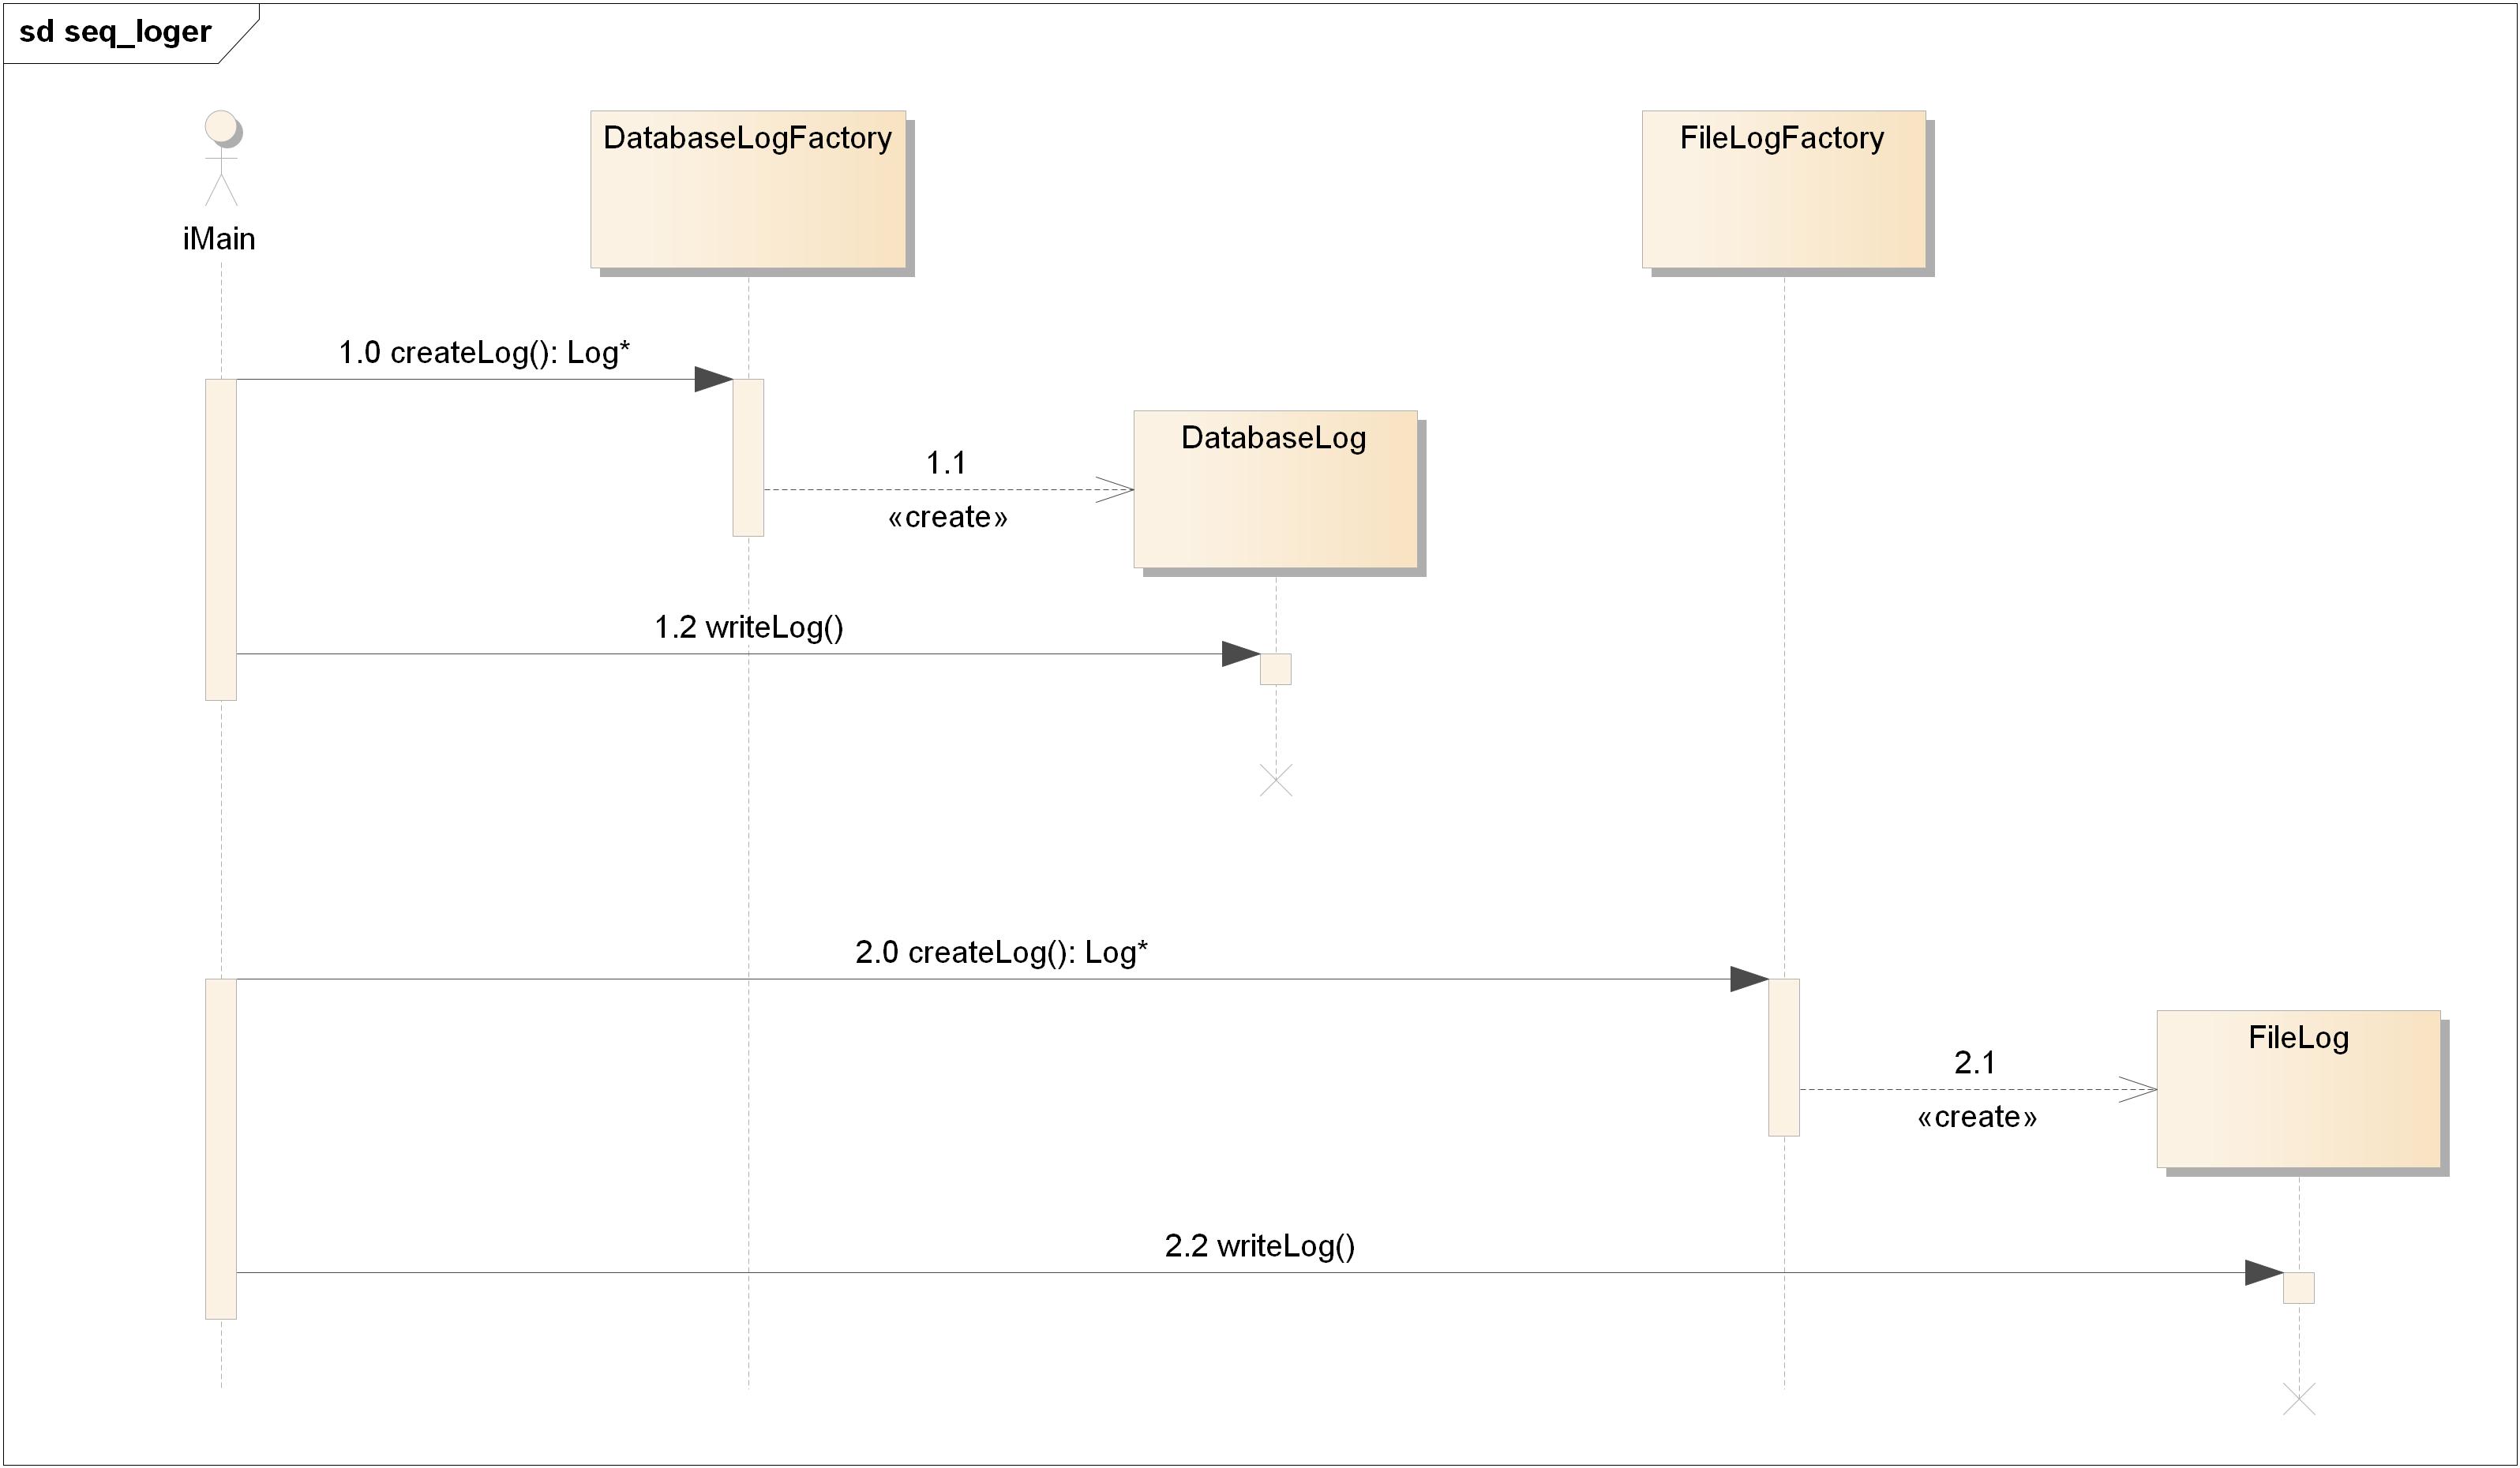 sd seq_loger
iMain
DatabaseLogFactory
FileLogFactory
1.0 createLog(): Log*
DatabaseLog
1.1
«create»
1.2 writeLog()
2.0 createLog(): Log*
FileLog
2.1
«create»
2.2 writeLog()